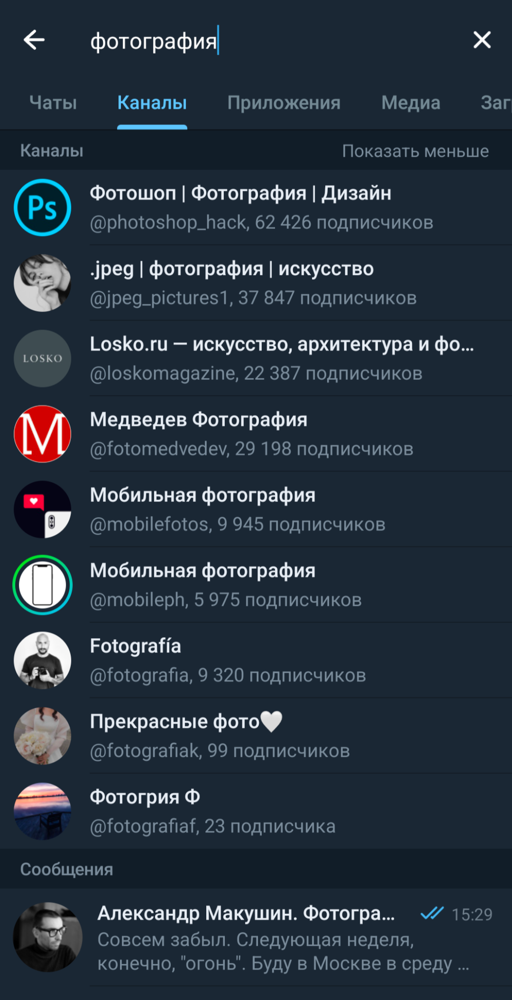 фотография
Чаты Каналы Приложения Медиа Заг
Каналы Показать меньше
Ps
Фотошоп | Фотография | Дизайн
@photoshop_hack, 62 426 подписчиков
.jpeg | фотография | искусство
@jpeg_pictures1, 37 847 подписчиков
LOSKO
Losko.ru — искусство, архитектура и фо...
@loskomagazine, 22 387 подписчиков
M
Медведев Фотография
@fotomedvedev, 29 198 подписчиков
Мобильная фотография
@mobilefotos, 9 945 подписчиков
Мобильная фотография
@mobileph, 5 975 подписчиков
Fotografía
@fotografia, 9 320 подписчиков
Прекрасные фото🤍
@fotografiak, 99 подписчиков
Фотогрия Ф
@fotografiaf, 23 подписчика
Сообщения
Александр Макушин. Фотогра... 15:29
Совсем забыл. Следующая неделя,
конечно, "огонь". Буду в Москве в среду ...